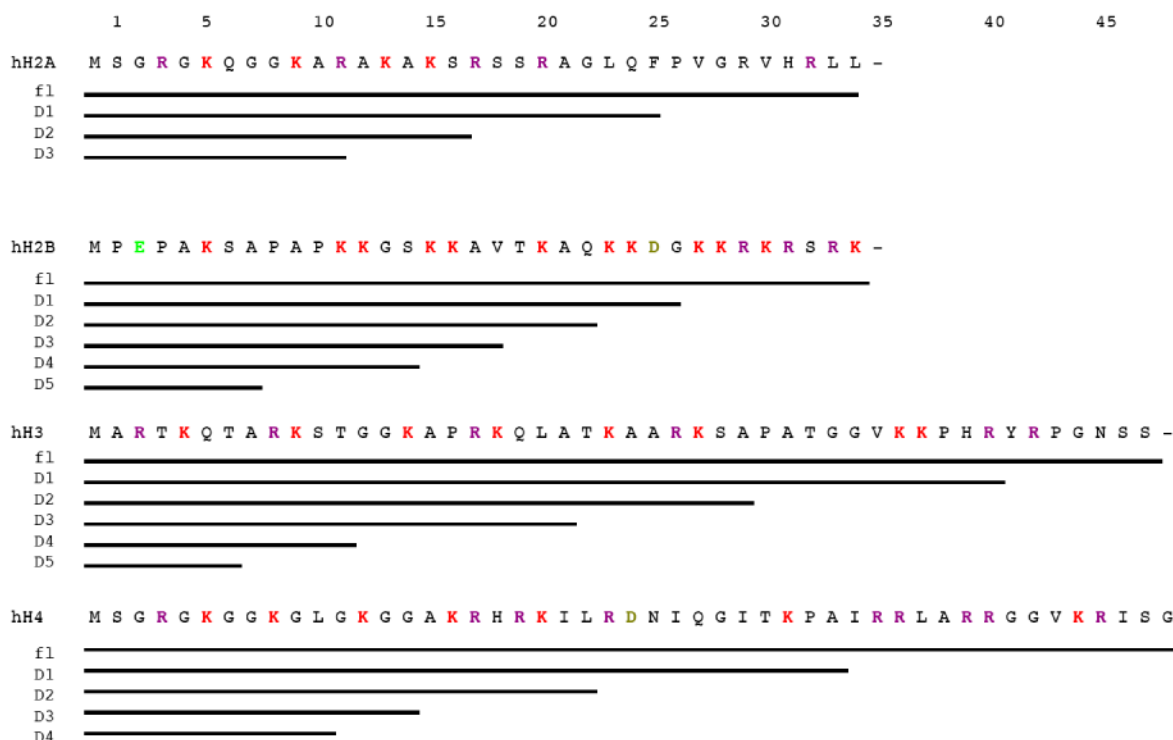 1 5 10 15 20 25 30 35 40 45
hH2A M S G R G K Q G G K A R A K A K S R S S R A G L Q F P V G R V H R L L -
fl
D1
D2
D3
hH2B M P E P A K S A P A P K K G S K K A V T K A Q K K D G K K R K R S R K -
fl
D1
D2
D3
D4
D5
hH3 M A R T K Q T A R K S T G G K A P R K Q L A T K A A R K S A P A T G G V K K P H R Y R P G N S S -
fl
D1
D2
D3
D4
D5
hH4 M S G R G K G G K G L G K G G A K R H R K I L R D N I Q G I T K P A I R R L A R R G G V K R I S G
fl
D1
D2
D3
D4